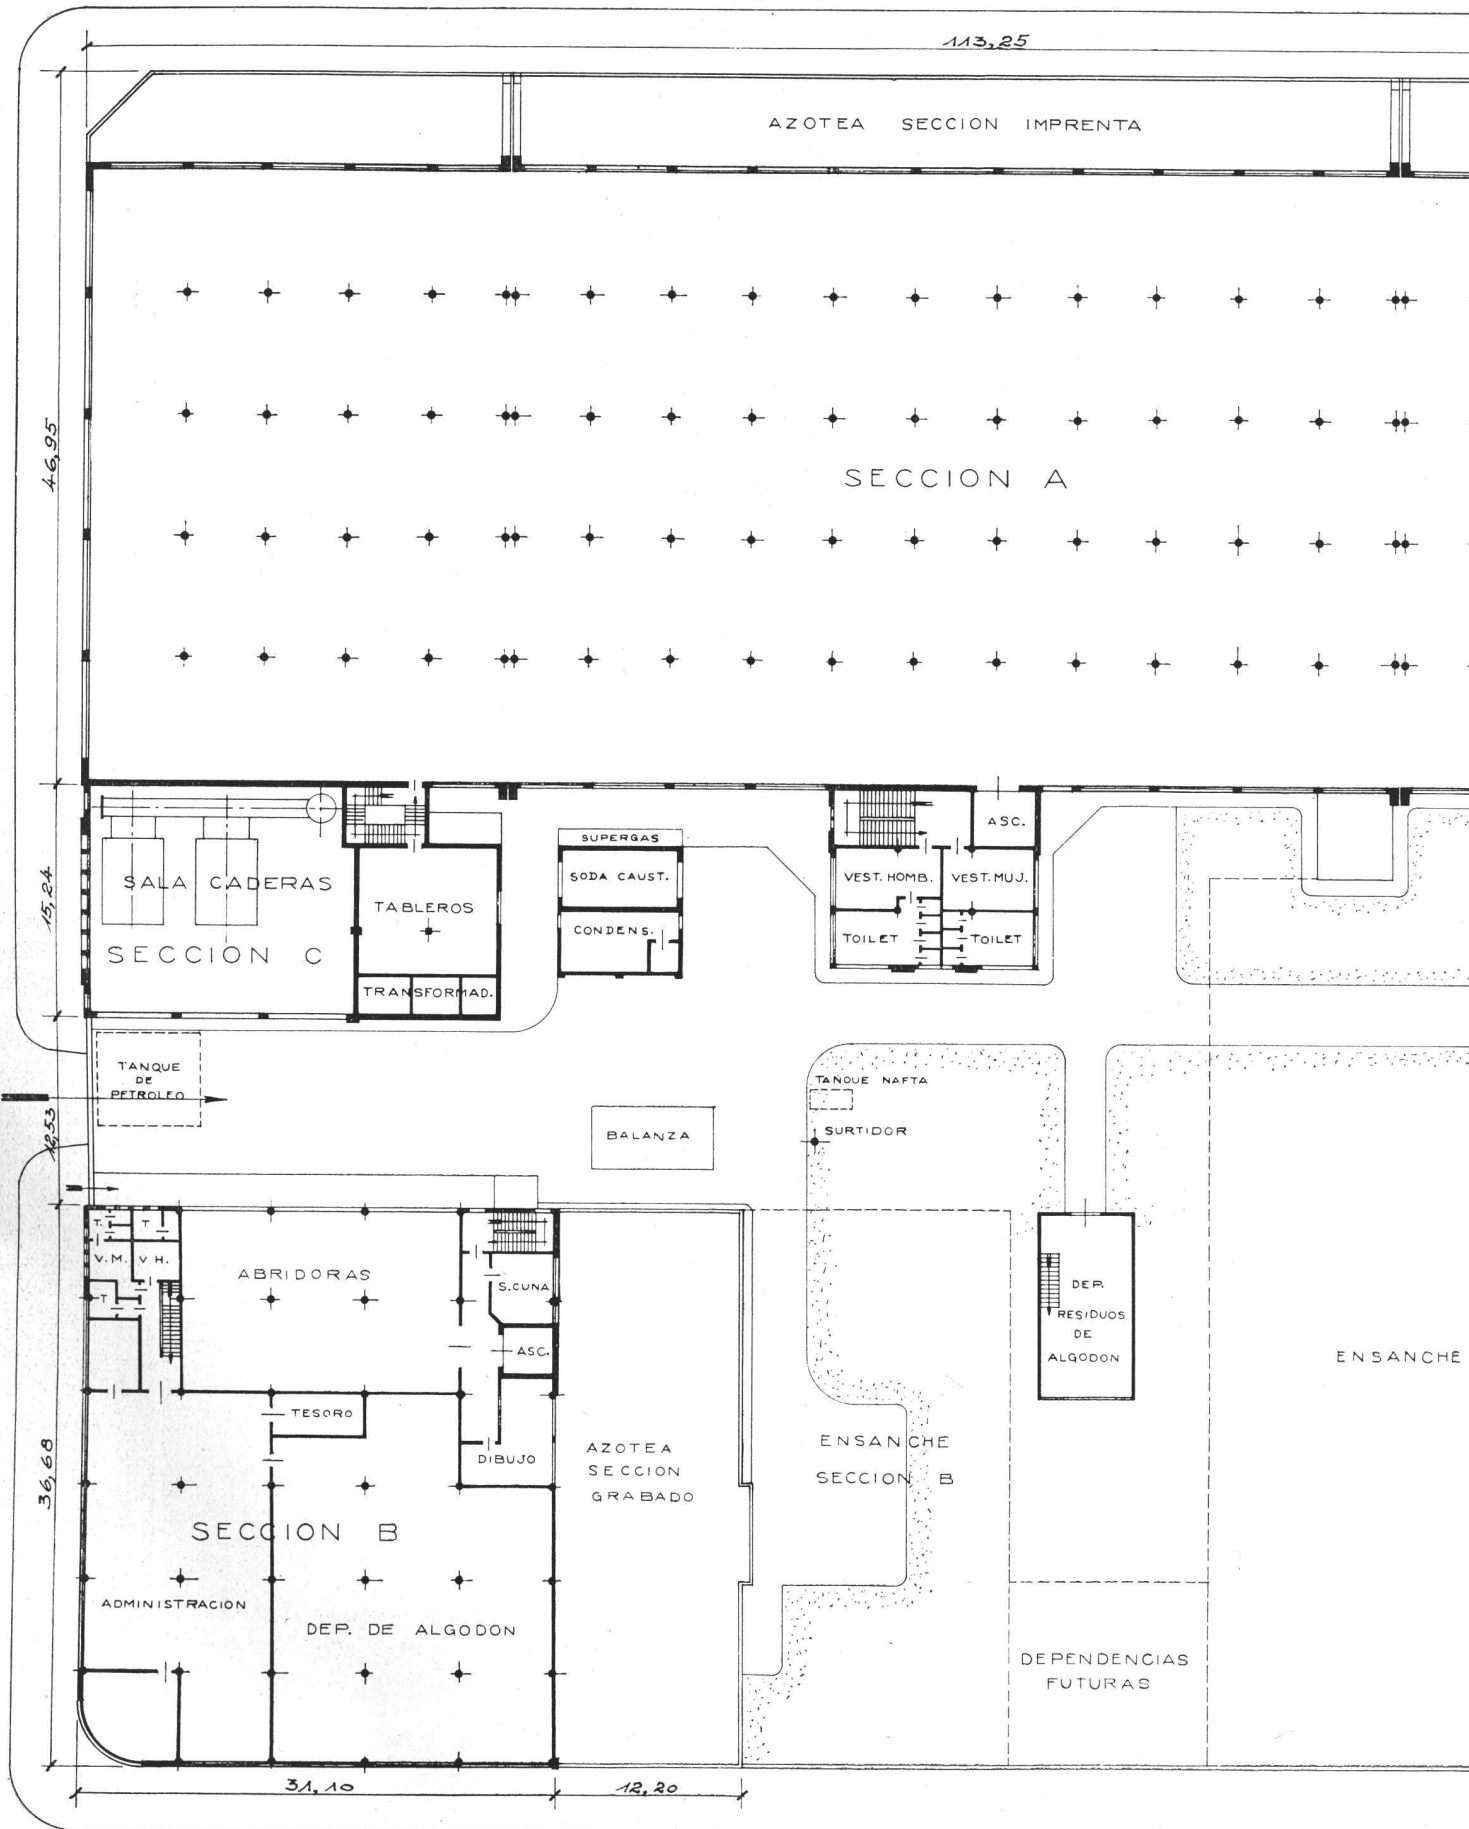 113,25
AZOTEA SECCION IMPRENTA
46,95
SECCION A
ASC.
SUPERGAS
SODA CAUST.
VEST. HOMB.
VEST. MUJ.
SALA CADERAS
TABLEROS
15,24
CONDENS.
TOILET
TOILET
SECCION C
TRANSFORMAD.
TANQUE
DE
PETROLEO
TANQUE NAFTA
SURTIDOR
BALANZA
12,53
T.
T
V.M.
V H.
ABRIDORAS
S.CUNA
T
ASC.
DEP.
RESIDUOS
DE
ALGODON
ENSANCHE
TESORO
DIBUJO
AZOTEA
SECCION
GRABADO
ENSANCHE
SECCION B
36,68
SECCION B
ADMINISTRACION
DEP. DE ALGODON
DEPENDENCIAS
FUTURAS
31,10
12,20